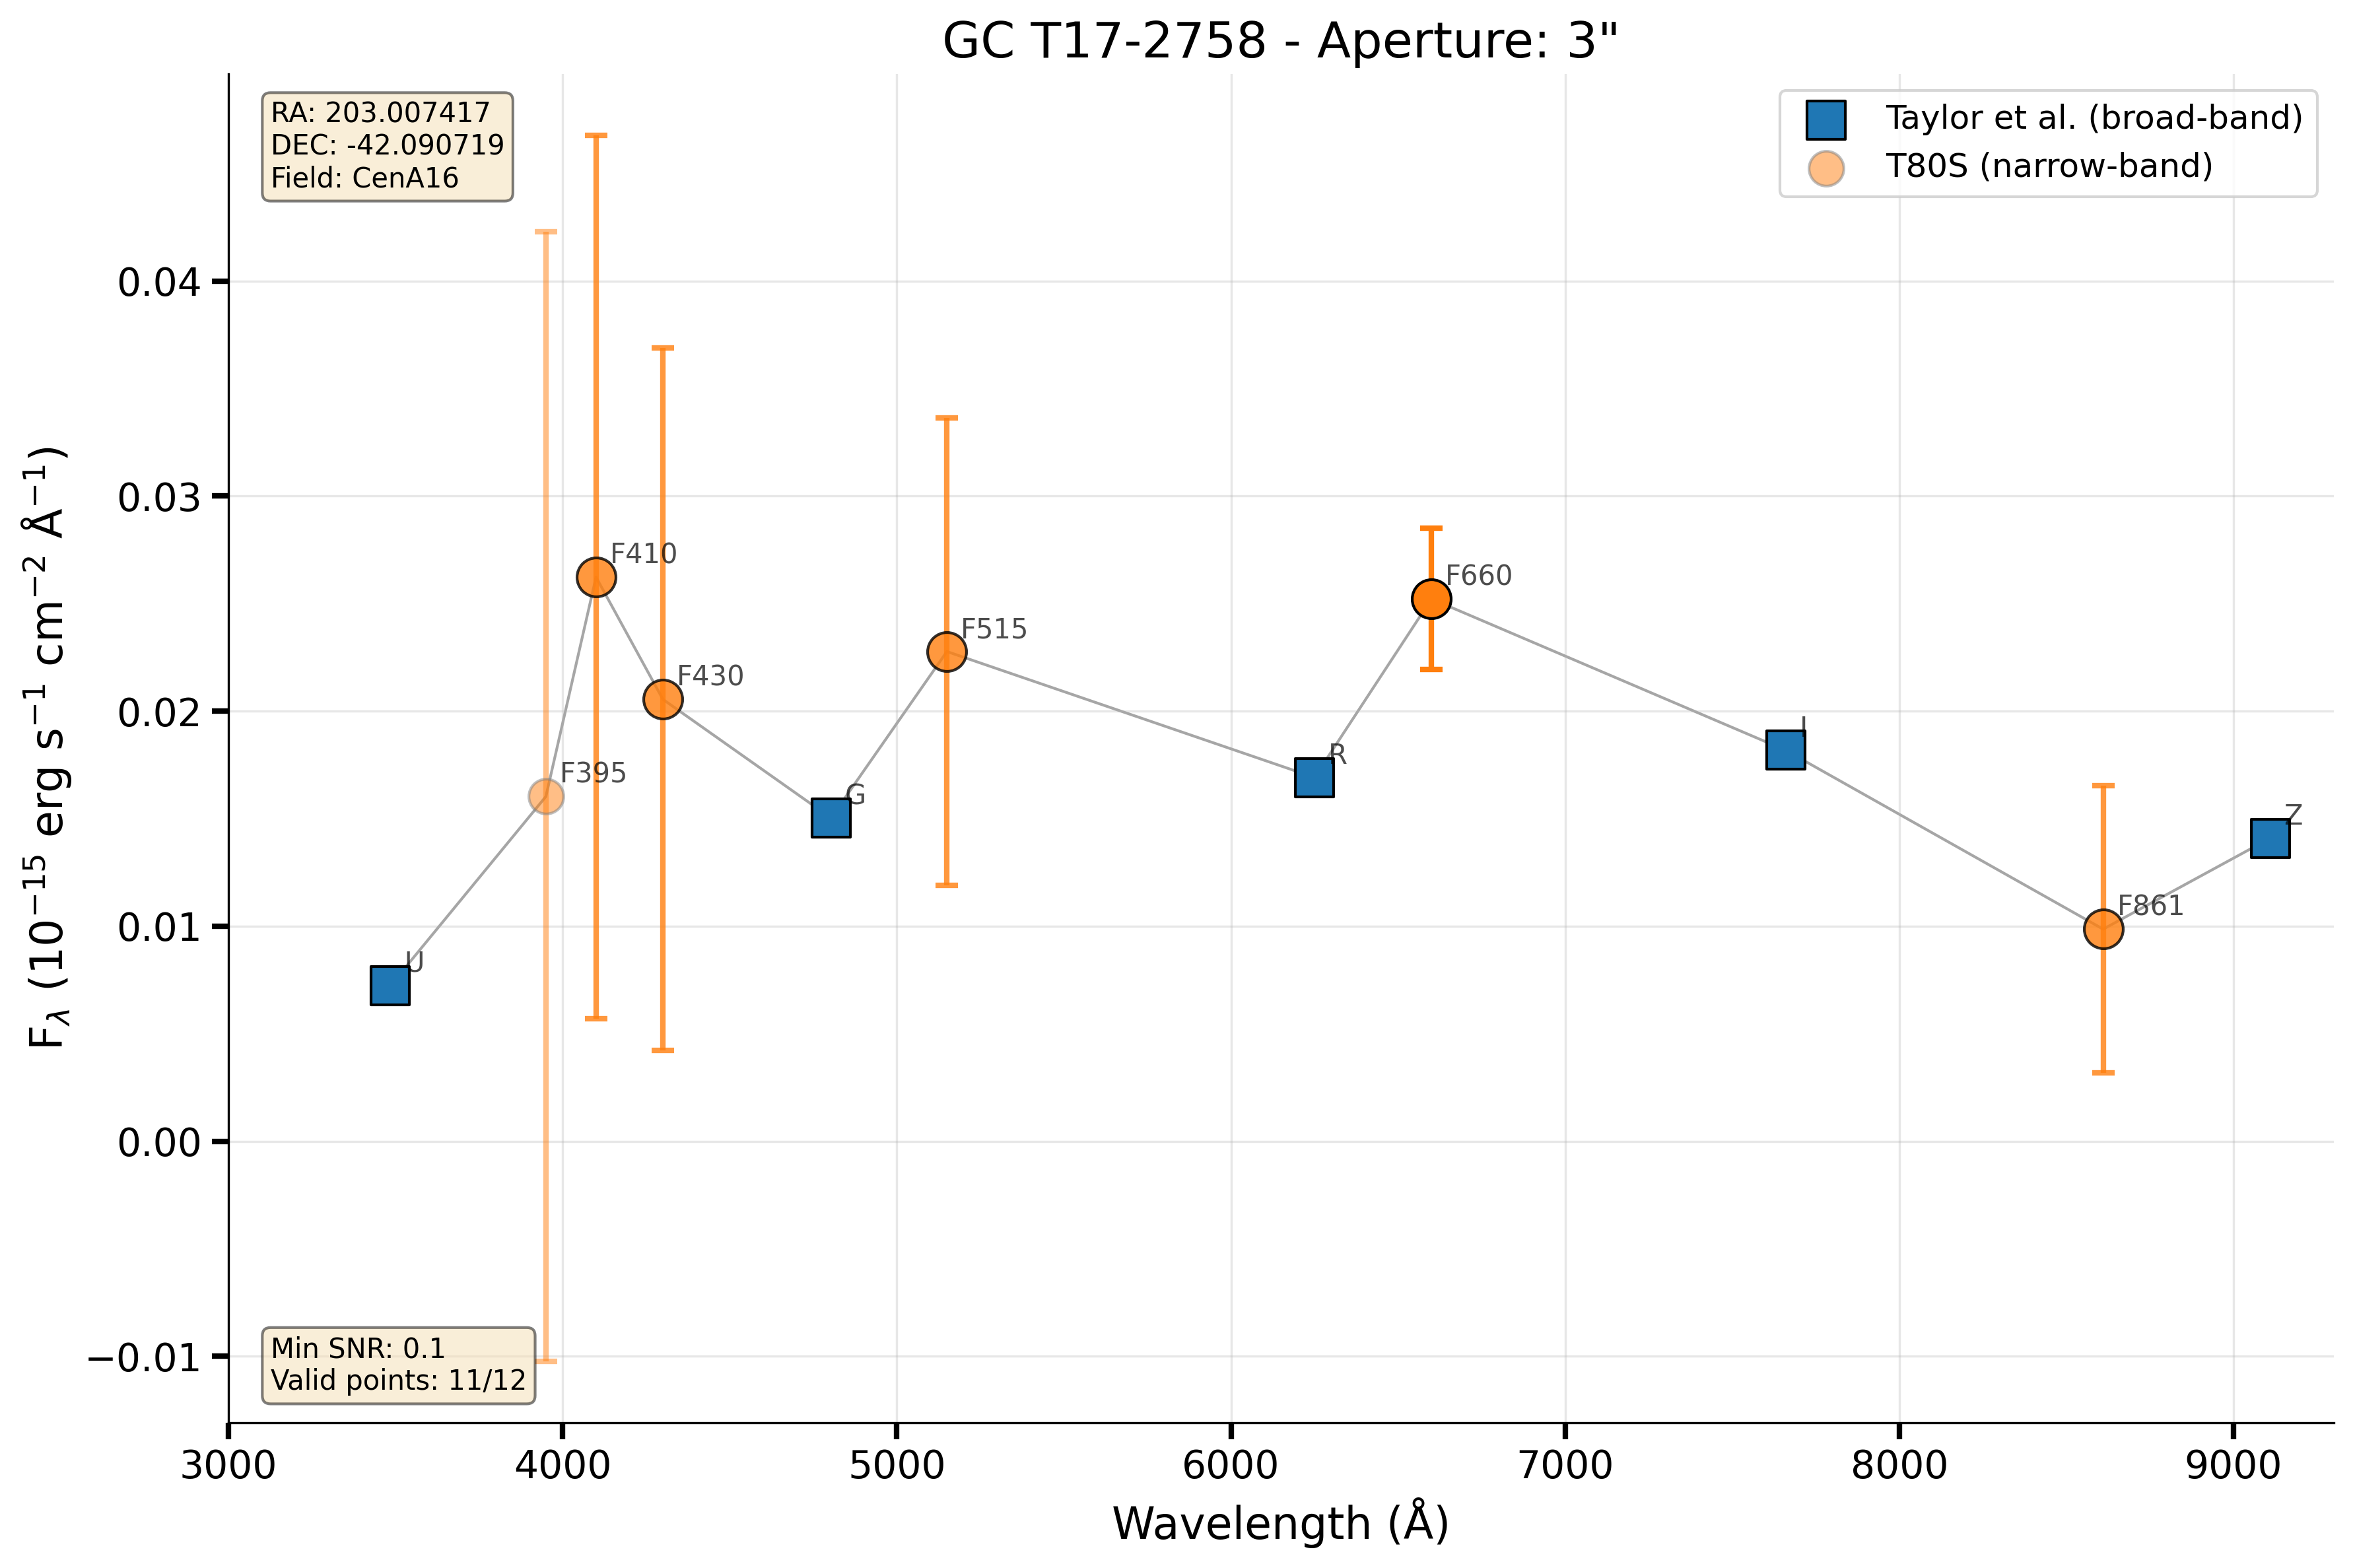 GC T17-2758 - Aperture: 3"
RA: 203.007417
DEC: -42.090719
Field: CenA16
Taylor et al. (broad-band)
T80S (narrow-band)
F_λ (10⁻¹⁵ erg s⁻¹ cm⁻² Å⁻¹)
0.04
0.03
0.02
0.01
0.00
−0.01
U
F395
F410
F430
G
F515
R
F660
I
F861
Z
Min SNR: 0.1
Valid points: 11/12
3000 4000 5000 6000 7000 8000 9000
Wavelength (Å)